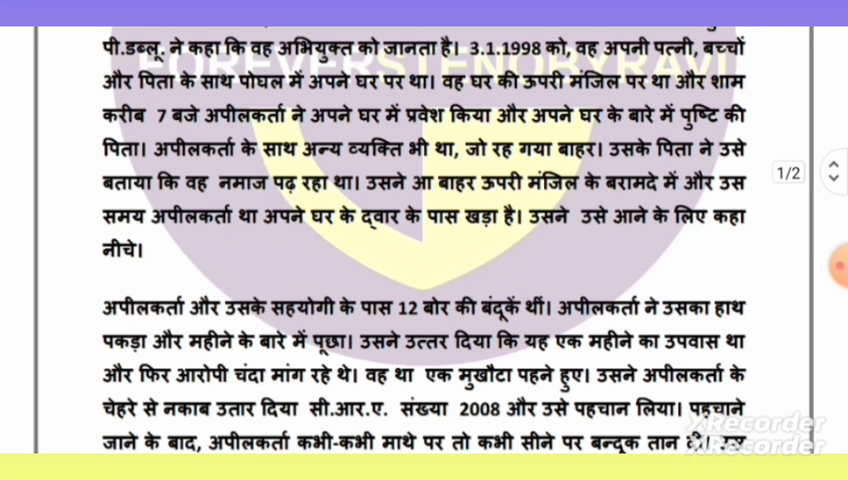 पी.डब्लू. ने कहा कि वह अभियुक्त को जानता है। 3.1.1998 को, वह अपनी पत्नी, बच्चों
FOREVERSTENOBYRAVI
और पिता के साथ पोघल में अपने घर पर था। वह घर की ऊपरी मंजिल पर था और शाम
करीब 7 बजे अपीलकर्ता ने अपने घर में प्रवेश किया और अपने घर के बारे में पुष्टि की
पिता। अपीलकर्ता के साथ अन्य व्यक्ति भी था, जो रह गया बाहर। उसके पिता ने उसे
1/2
बताया कि वह नमाज पढ़ रहा था। उसने आ बाहर ऊपरी मंजिल के बरामदे में और उस
समय अपीलकर्ता था अपने घर के द्वार के पास खड़ा है। उसने उसे आने के लिए कहा
नीचे।
अपीलकर्ता और उसके सहयोगी के पास 12 बोर की बंदूकें थीं। अपीलकर्ता ने उसका हाथ
पकड़ा और महीने के बारे में पूछा। उसने उत्तर दिया कि यह एक महीने का उपवास था
और फिर आरोपी चंदा मांग रहे थे। वह था एक मुखौटा पहने हुए। उसने अपीलकर्ता के
चेहरे से नकाब उतार दिया सी.आर.ए. संख्या 2008 और उसे पहचान लिया। पहचाने
XRecorder
जाने के बाद, अपीलकर्ता कभी-कभी माथे पर तो कभी सीने पर बन्दूक तान
XRecorder